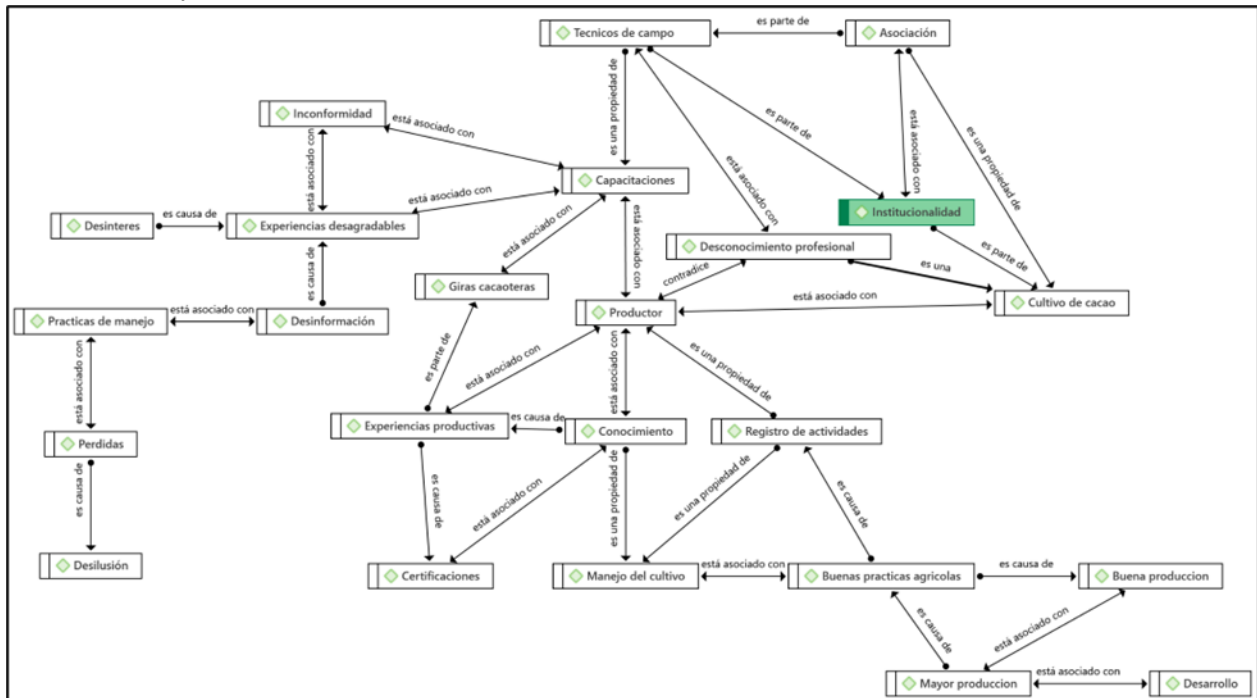 Tecnicos de campo
es parte de
Asociación
Inconformidad
está asociado con
es una propiedad de
está asociado con
es parte de
está asociado con
es una propiedad de
está asociado con
Capacitaciones
está asociado con
Desinteres
es causa de
Experiencias desagradables
Institucionalidad
está asociado con
está asociado con
Desconocimiento profesional
es parte de
es causa de
Giras cacaoteras
contradice
es una
está asociado con
Cultivo de cacao
Practicas de manejo
está asociado con
Desinformación
Productor
está asociado con
es parte de
está asociado con
está asociado con
es una propiedad de
Perdidas
Experiencias productivas
es causa de
Conocimiento
Registro de actividades
es causa de
es causa de
está asociado con
es una propiedad de
es una propiedad de
es causa de
Desilusión
Certificaciones
Manejo del cultivo
está asociado con
Buenas practicas agricolas
es causa de
Buena produccion
es causa de
está asociado con
Mayor produccion
está asociado con
Desarrollo